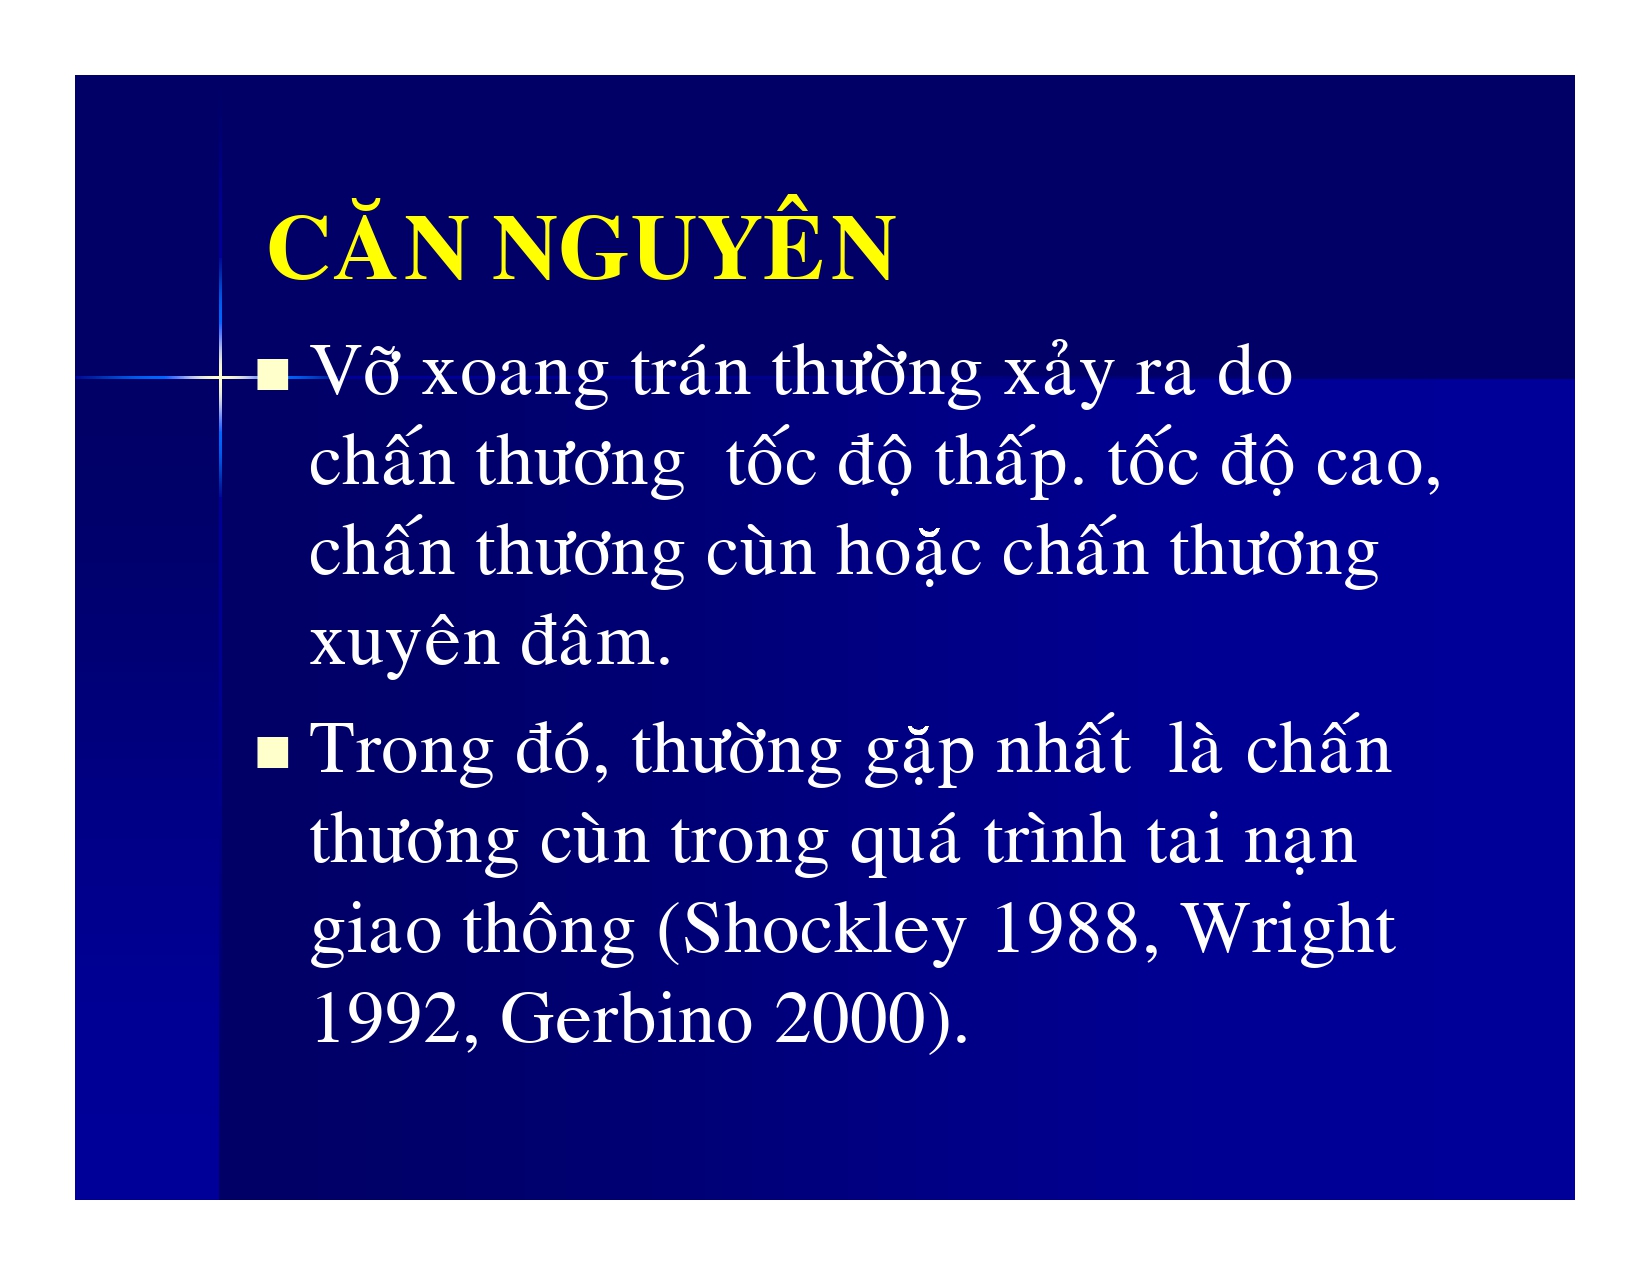 CĂN NGUYÊN
Vỡ xoang trán thường xảy ra do
chấn thương tốc độ thấp. tốc độ cao,
chấn thương cùn hoặc chấn thương
xuyên đâm.
Trong đó, thường gặp nhất là chấn
thương cùn trong quá trình tai nạn
giao thông (Shockley 1988, Wright
1992, Gerbino 2000).